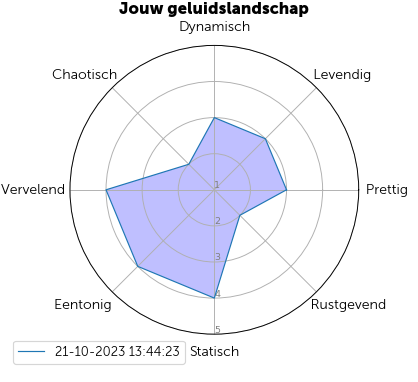 Jouw geluidslandschap
Dynamisch
Chaotisch
Levendig
1
Vervelend
Prettig
2
3
4
Eentonig
Rustgevend
5
21-10-2023 13:44:23
Statisch